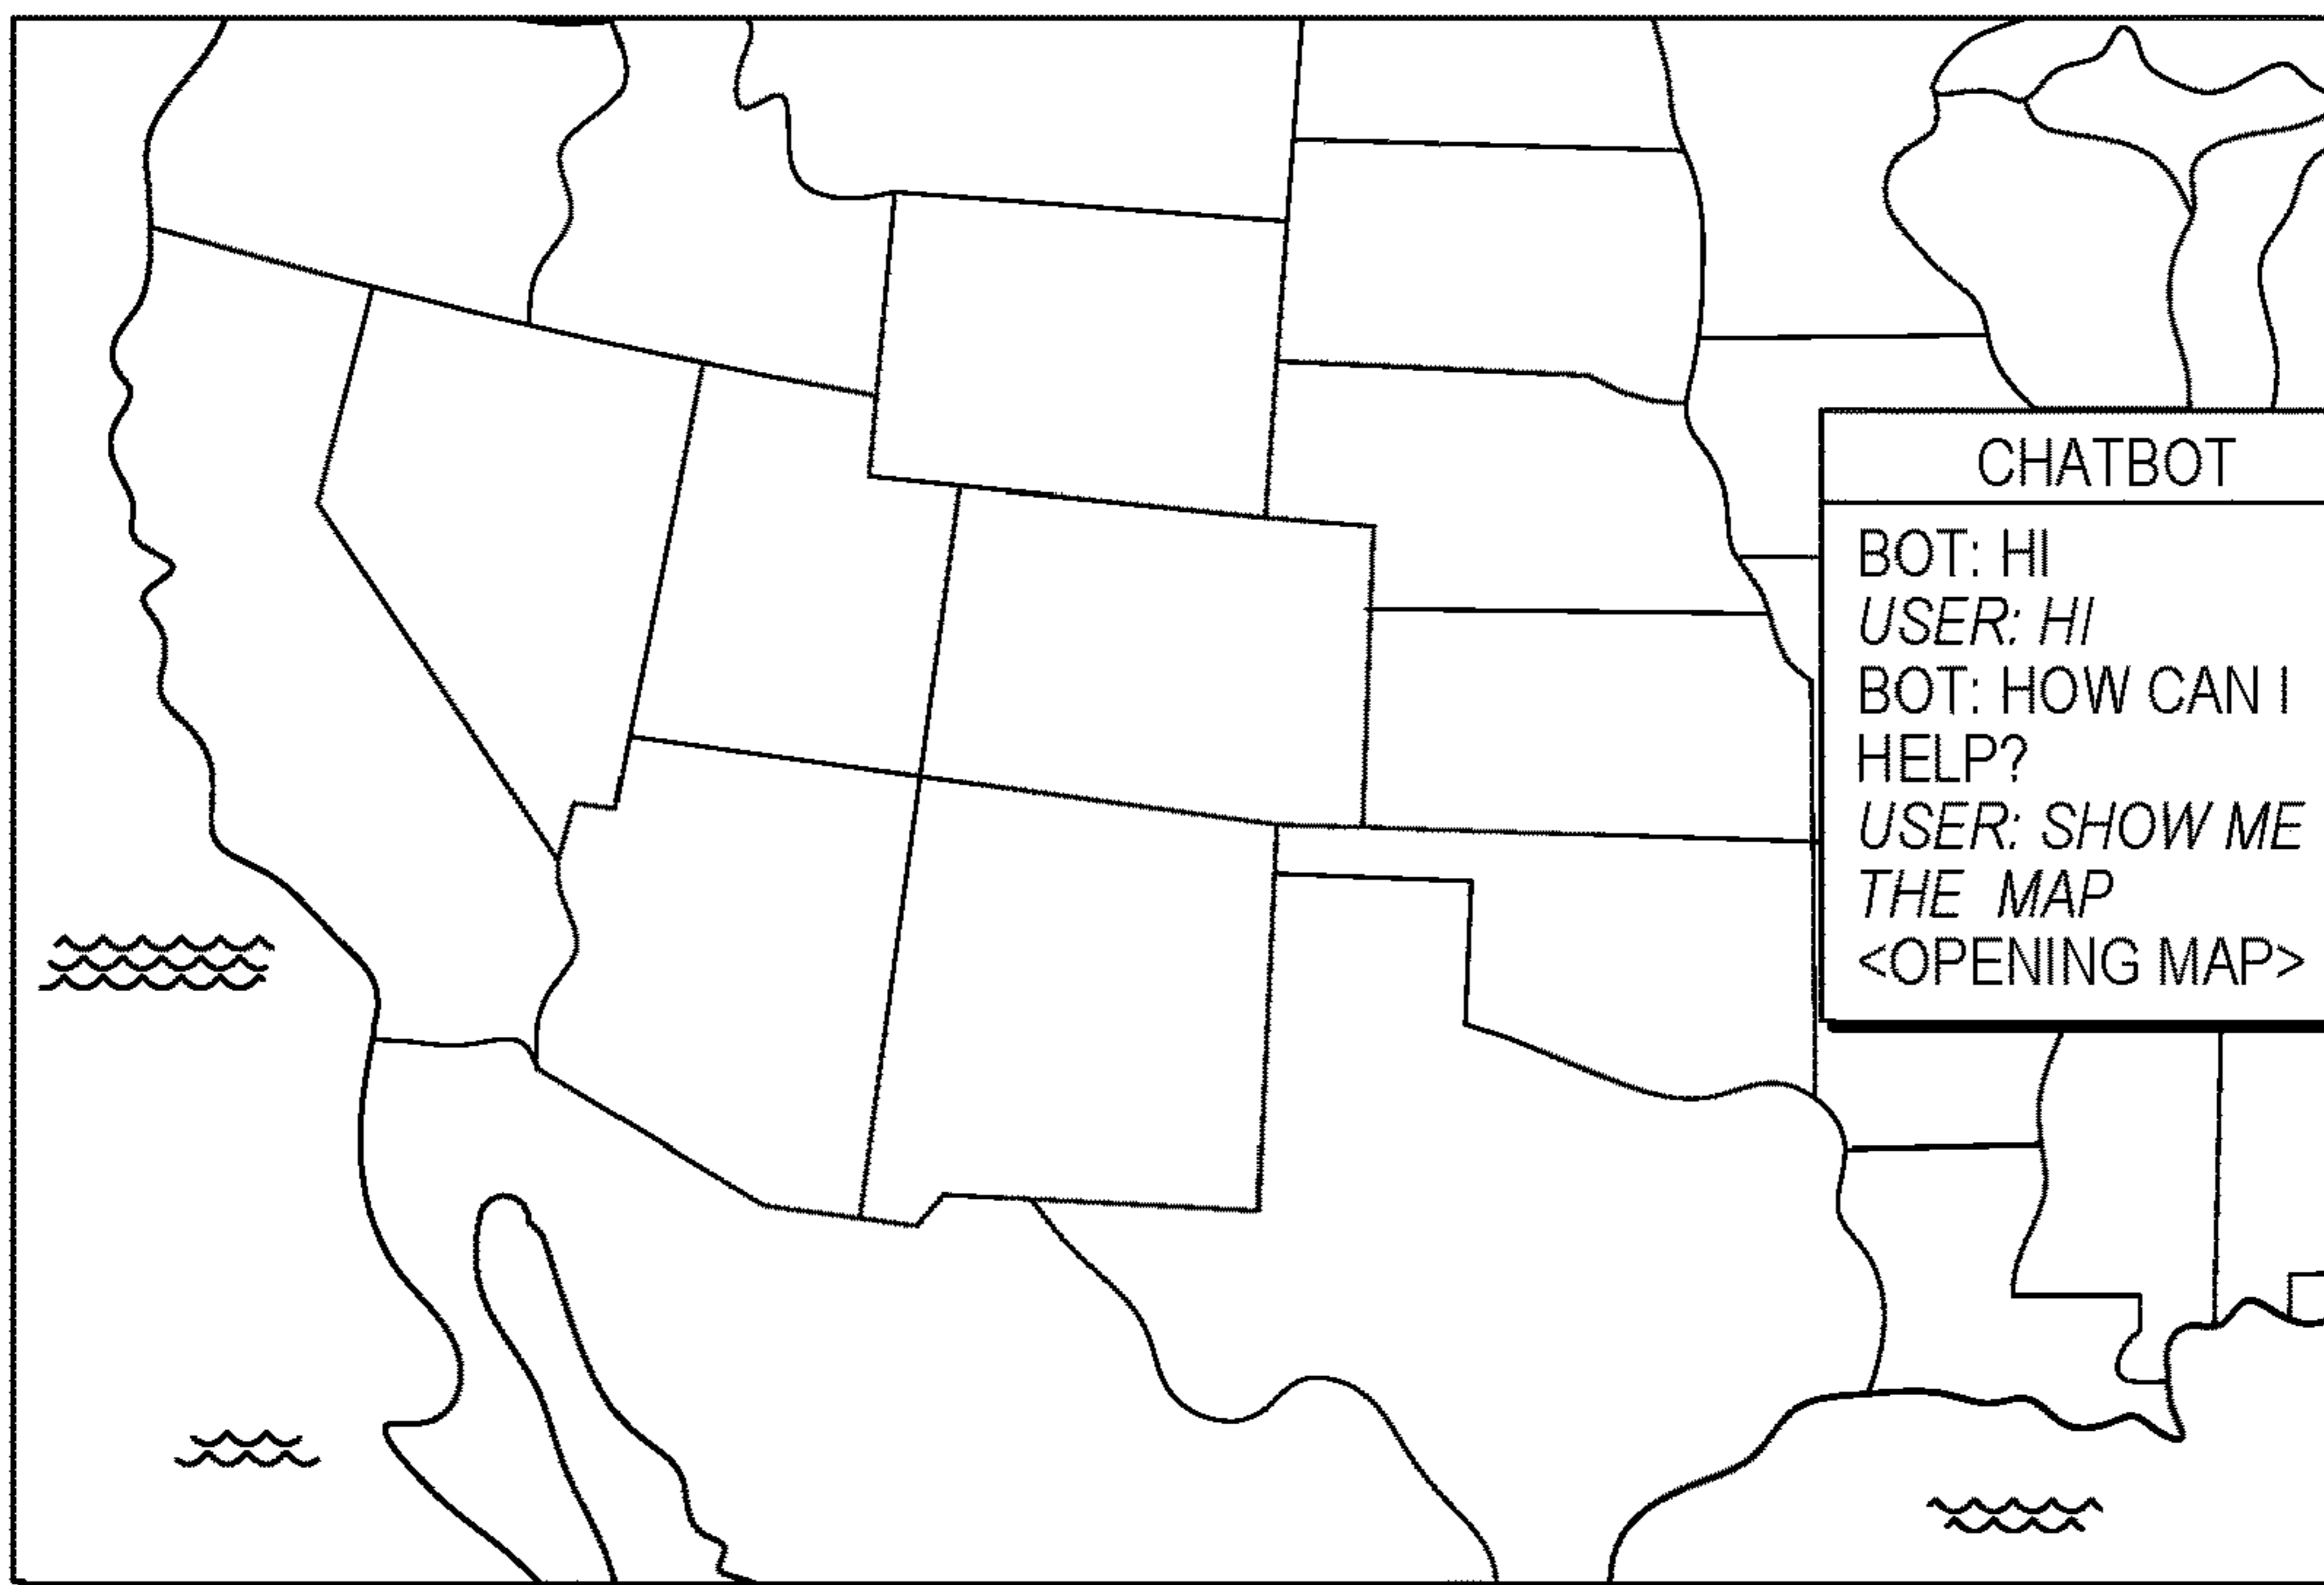 CHATBOT
BOT: HI
USER: HI
BOT: HOW CAN I
HELP?
USER: SHOW ME
THE MAP
<OPENING MAP>